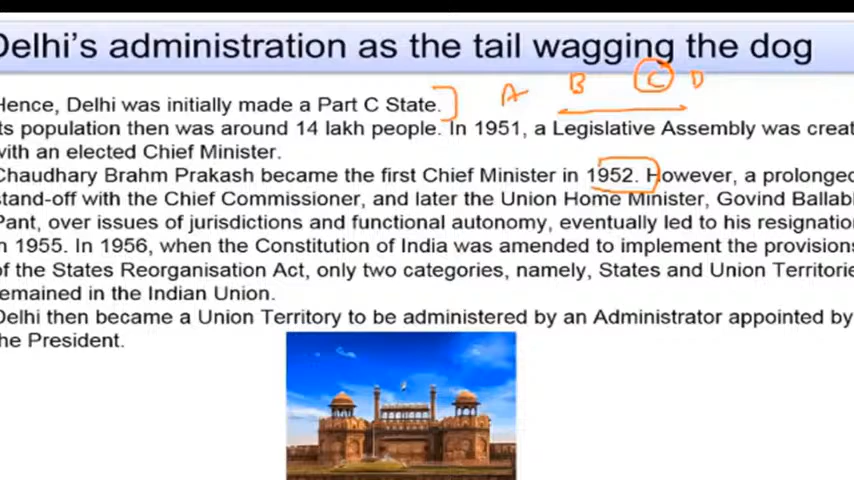 Delhi's administration as the tail wagging the dog
A B C D
Hence, Delhi was initially made a Part C State.
ts population then was around 14 lakh people. In 1951, a Legislative Assembly was creat
with an elected Chief Minister.
Chaudhary Brahm Prakash became the first Chief Minister in 1952. However, a prolonged
stand-off with the Chief Commissioner, and later the Union Home Minister, Govind Ballabh
Pant, over issues of jurisdictions and functional autonomy, eventually led to his resignatio
n 1955. In 1956, when the Constitution of India was amended to implement the provisions
of the States Reorganisation Act, only two categories, namely, States and Union Territorie
remained in the Indian Union.
Delhi then became a Union Territory to be administered by an Administrator appointed by
the President.